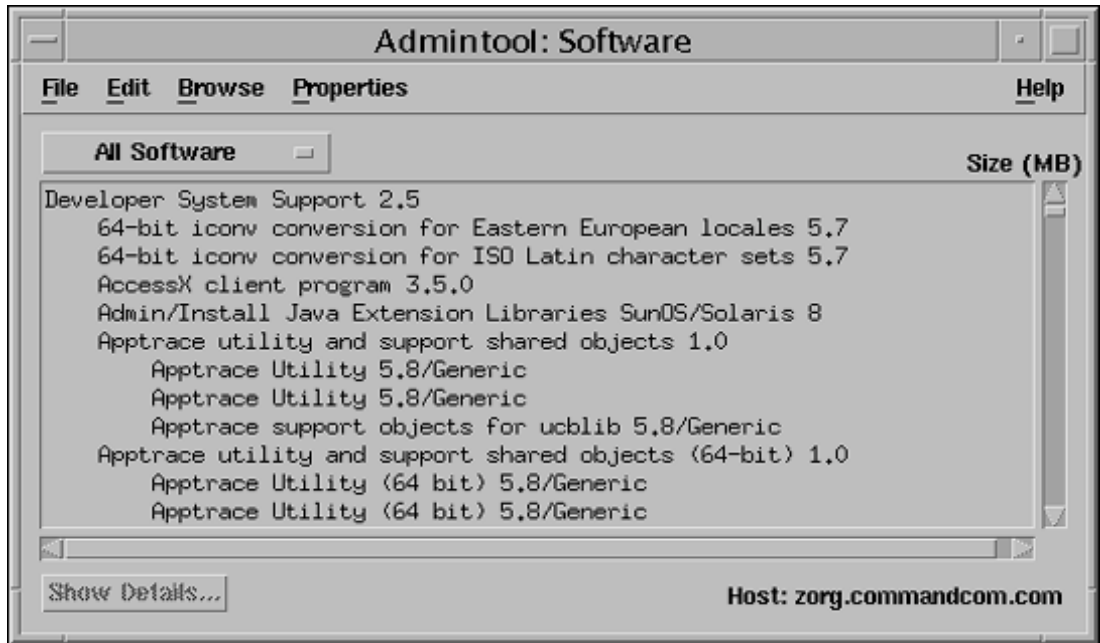 Admintool: Software
File Edit Browse Properties Help
All Software
Size (MB)
Developer System Support 2.5
64-bit iconv conversion for Eastern European locales 5.7
64-bit iconv conversion for ISO Latin character sets 5.7
AccessX client program 3.5.0
Admin/Install Java Extension Libraries SunOS/Solaris 8
Apptrace utility and support shared objects 1.0
Apptrace Utility 5.8/Generic
Apptrace Utility 5.8/Generic
Apptrace support objects for ucblib 5.8/Generic
Apptrace utility and support shared objects (64-bit) 1.0
Apptrace Utility (64 bit) 5.8/Generic
Apptrace Utility (64 bit) 5.8/Generic
Show Details...
Host: zorg.commandcom.com